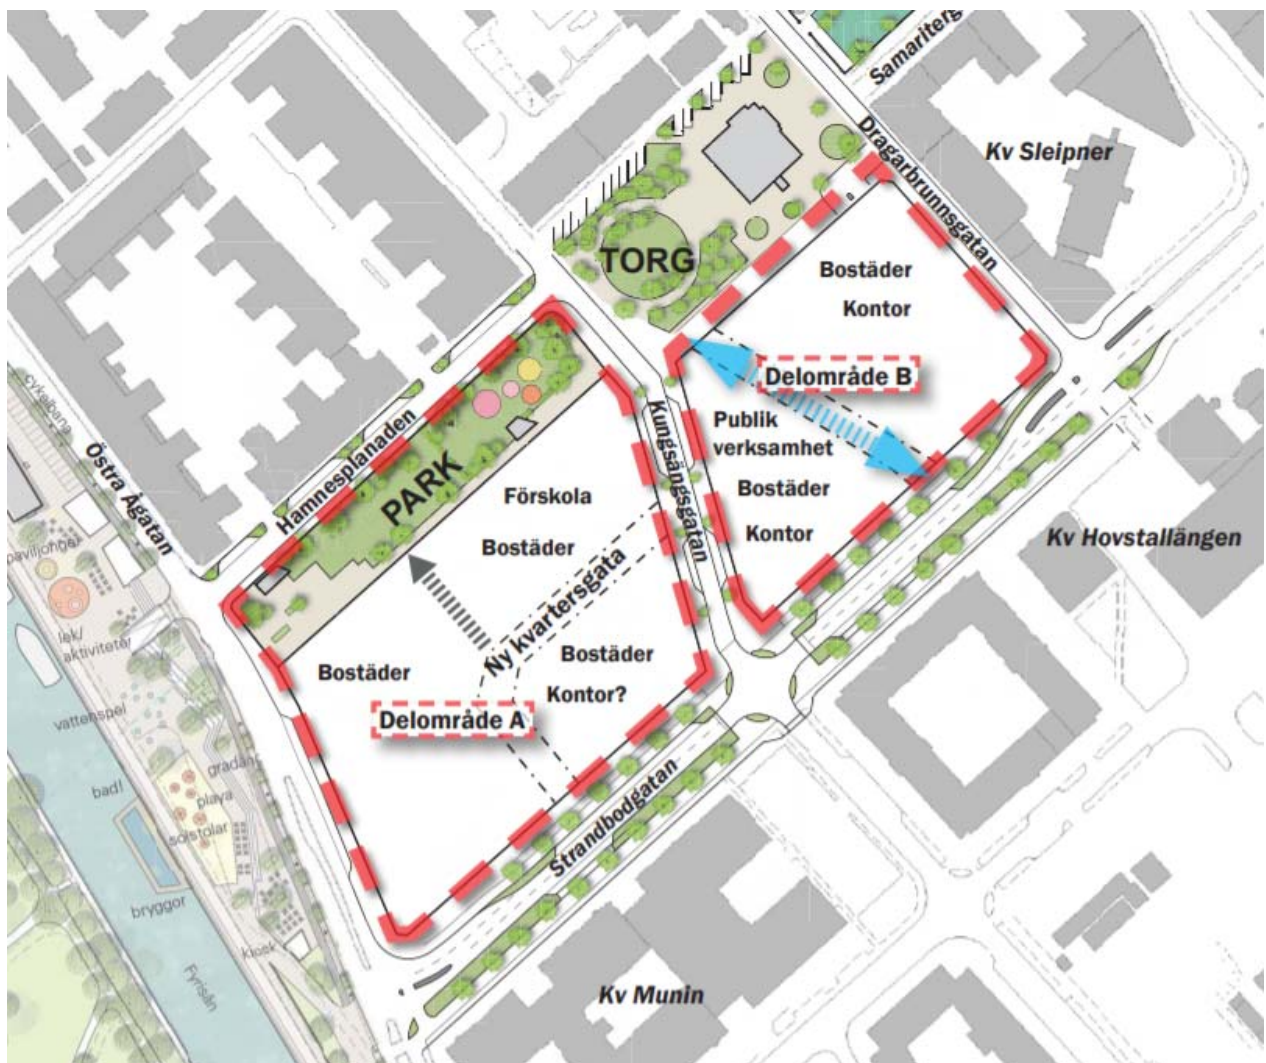 Samariterg
Dragarbrunnsgatan
Kv Sleipner
TORG
Bostäder
Kontor
Delområde B
Publik
verksamhet
Bostäder
Kontor
Kungsängsgatan
Hamnesplanaden
PARK
Östra Ågatan
cykelbana
Förskola
Bostäder
Ny kvartersgata
Bostäder
Kontor?
Bostäder
Delområde A
Strandbodgatan
Kv Hovstallängen
Kv Munin
lek/
aktiviteter
vattenspel
gradäng
bad!
playa
solstolar
bryggor
kiosk
Fyrisån